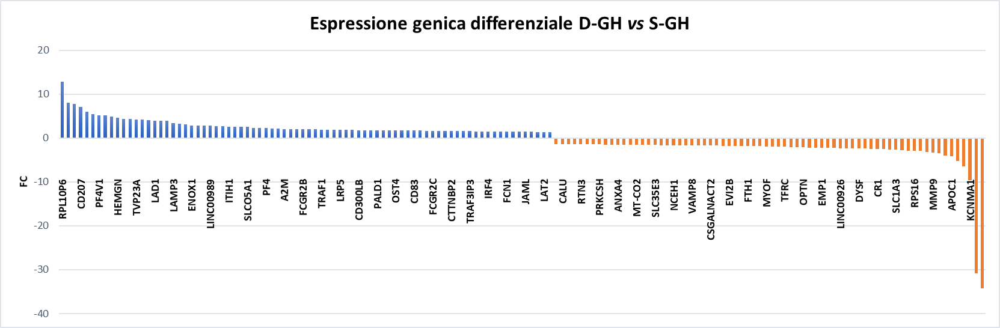 Espressione genica differenziale D-GH vs S-GH
20
10
0
-10
-20
-30
-40
FC
RPL10P6
CD207
PF4V1
HEMGN
TVP23A
LAD1
LAMP3
ENOX1
LINC00989
ITIH1
SLCO5A1
PF4
A2M
FCGR2B
TRAF1
LRP5
CD300LB
PALD1
OST4
CD83
FCGR2C
CTTNBP2
TRAF3IP3
IRF4
FCN1
JAML
LAT2
CALU
RTN3
PRKCSH
ANXA4
MT-CO2
SLC35E3
NCEH1
VAMP8
CSGALNACT2
EVI2B
FTH1
MYOF
TFRC
OPTN
EMP1
LINC00926
DYSF
CR1
SLC1A3
RPS16
MMP9
APOC1
KCNMA1